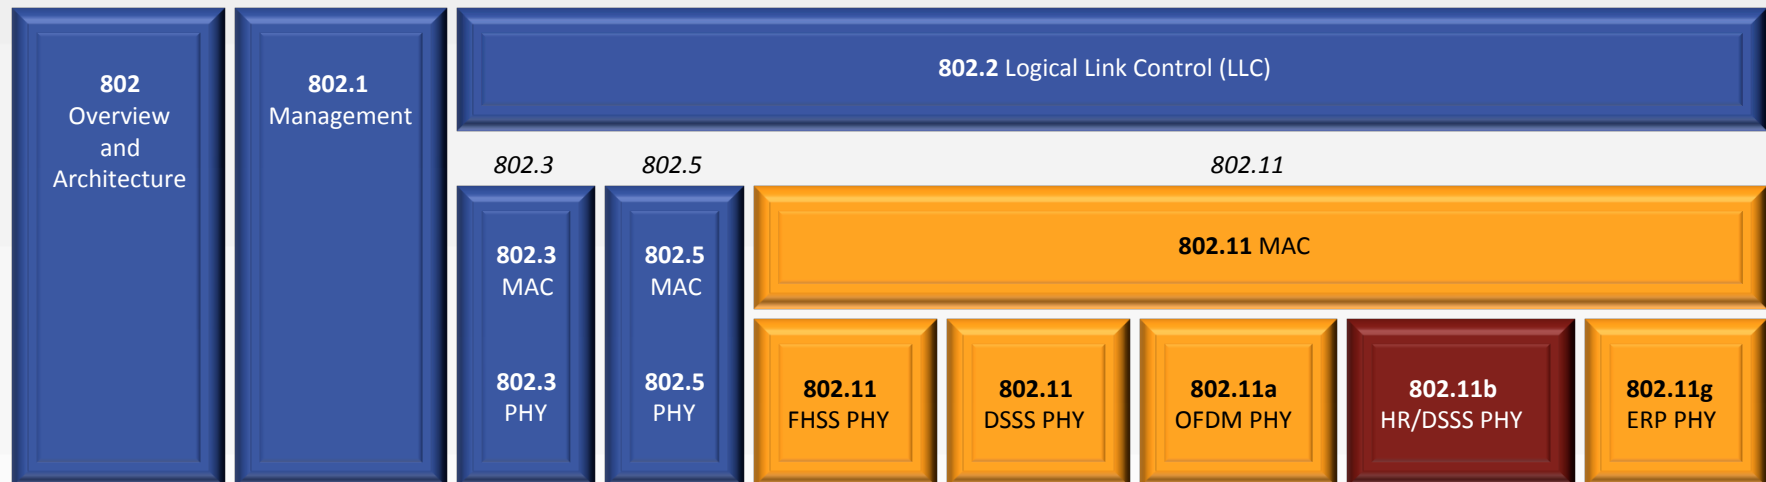 802
Overview
and
Architecture
802.1
Management
802.2 Logical Link Control (LLC)
802.3
802.5
802.11
802.3
MAC
802.3
PHY
802.5
MAC
802.5
PHY
802.11 MAC
802.11
FHSS PHY
802.11
DSSS PHY
802.11a
OFDM PHY
802.11b
HR/DSSS PHY
802.11g
ERP PHY